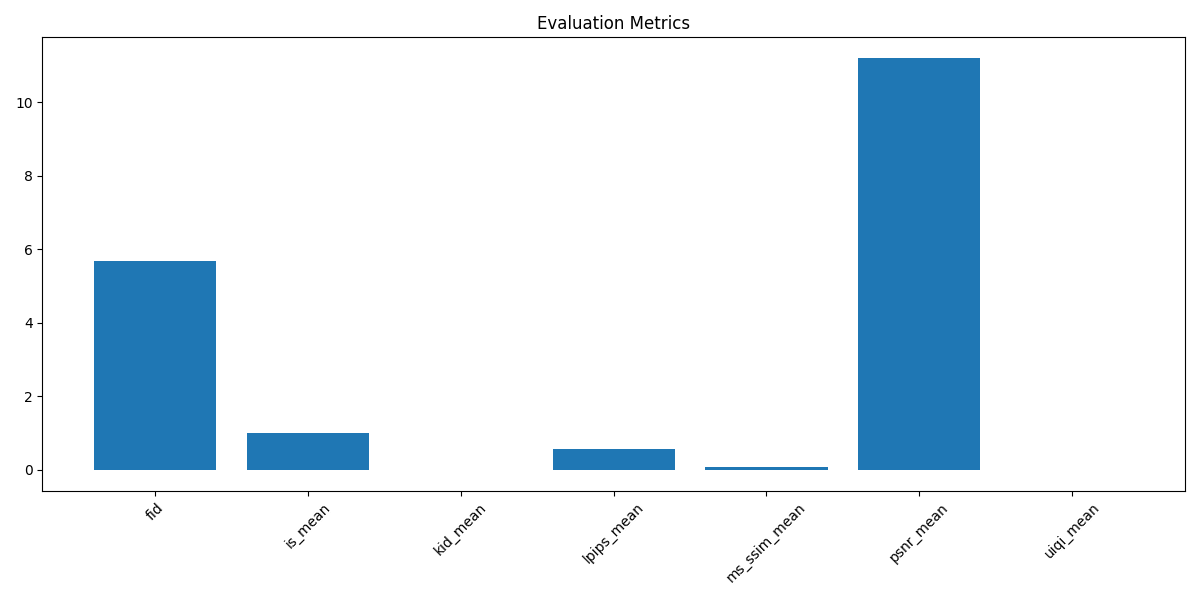 Evaluation Metrics
10
8
6
4
2
0
fid
is_mean
kid_mean
lpips_mean
ms_ssim_mean
psnr_mean
uiqi_mean